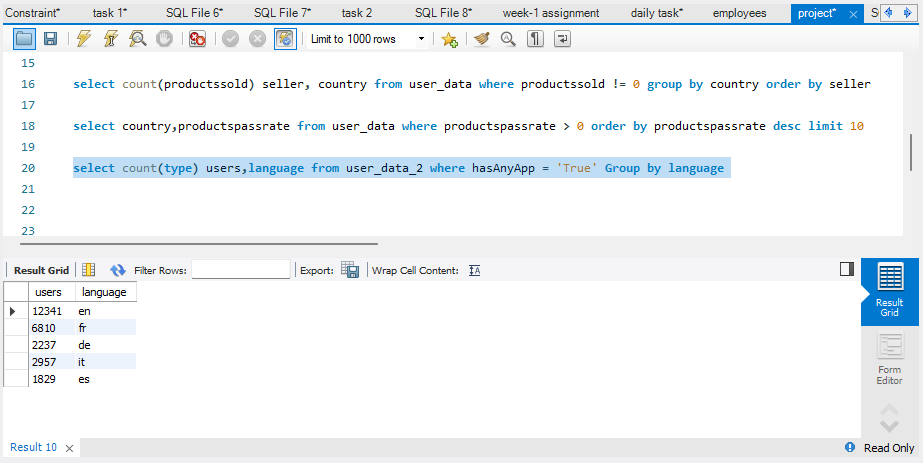 Constraint* task 1* SQL File 6* SQL File 7* task 2 SQL File 8* week-1 assignment daily task* employees project*
Limit to 1000 rows
15
16 select count(productssold) seller, country from user_data where productssold != 0 group by country order by seller
17
18 select country,productspassrate from user_data where productspassrate > 0 order by productspassrate desc limit 10
19
20 select count(type) users,language from user_data_2 where hasAnyApp = 'True' Group by language
21
22
23
Result Grid Filter Rows: Export: Wrap Cell Content:
users language
12341 en
6810 fr
2237 de
2957 it
1829 es
Result
Grid
Form
Editor
Result 10 Read Only